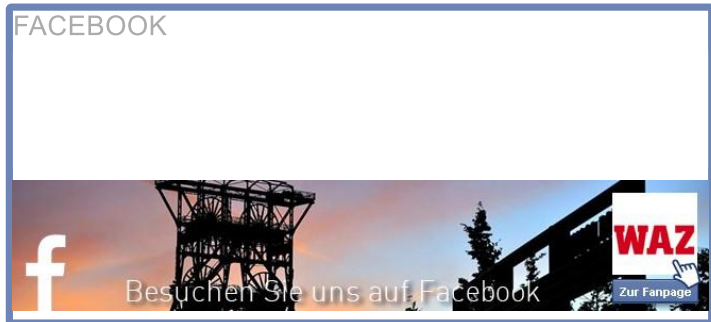 FACEBOOK
WAZ
f
Besuchen Sie uns auf Facebook
Zur Fanpage